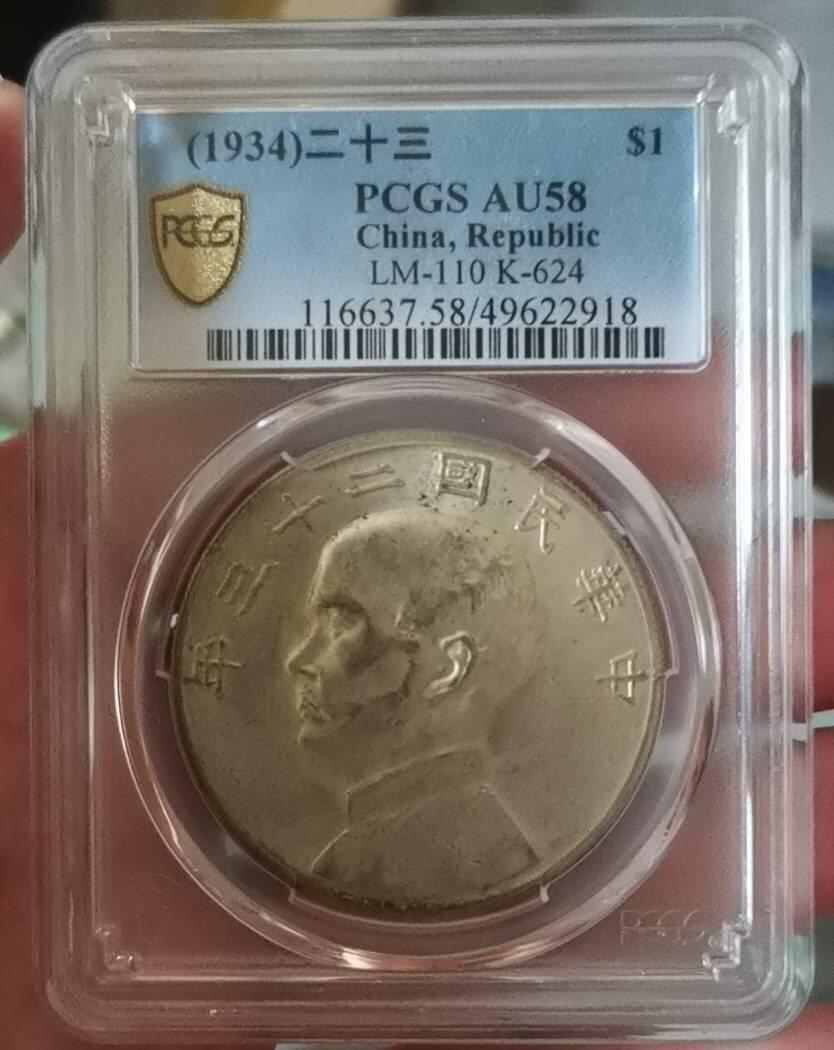 (1934)二十三 $1
PCGS AU58
PCGS
China, Republic
LM-110 K-624
116637.58/49622918
中華民國二十三年
PCGS